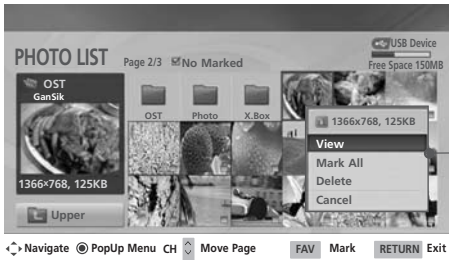 USB Device
PHOTO LIST
Page 2/3
No Marked
Free Space 150MB
OST
GanSik
OST
Photo
X.Box
1366x768, 125KB
View
Mark All
Delete
Cancel
1366×768, 125KB
Upper
Navigate
PopUp Menu
CH
Move Page
FAV
Mark
RETURN
Exit